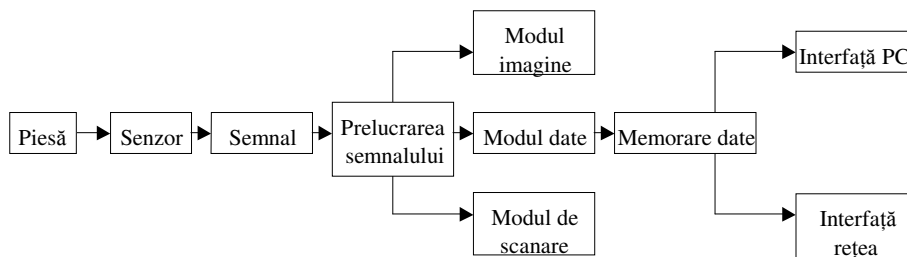 Piesă
Senzor
Semnal
Prelucrarea
semnalului
Modul
imagine
Modul date
Modul de
scanare
Memorare date
Interfață PC
Interfață
rețea